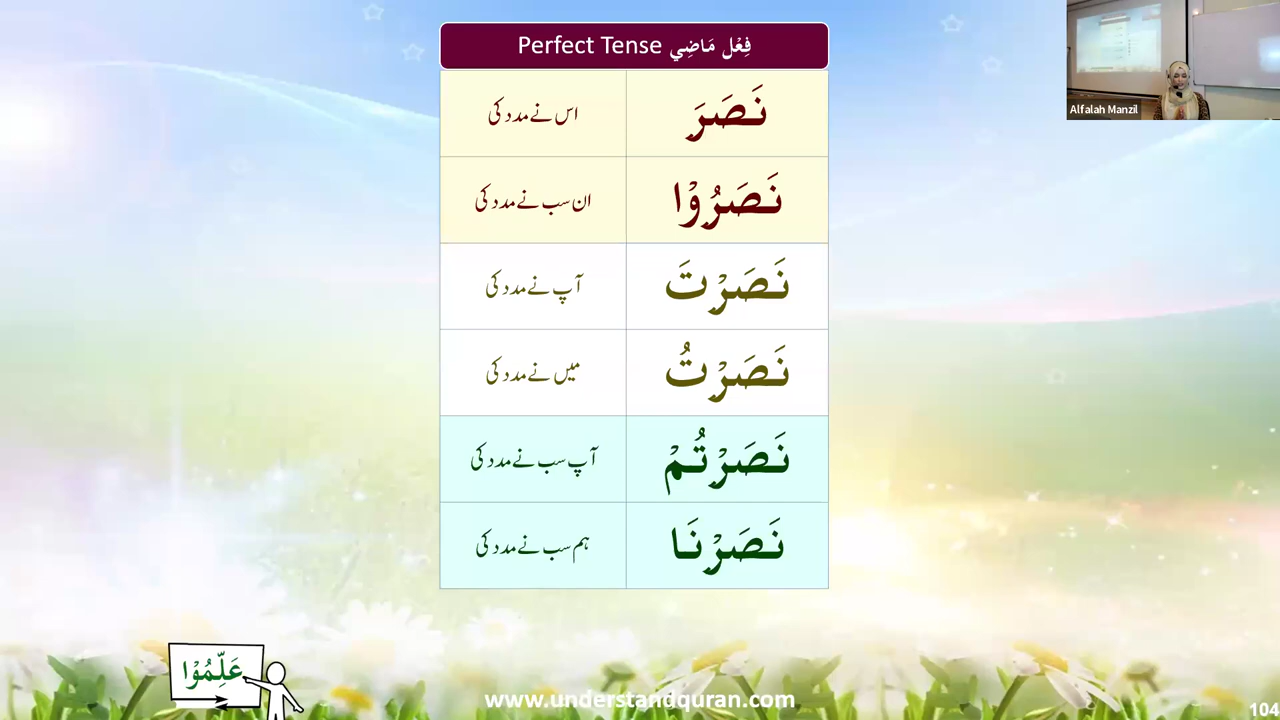 فِعْل مَاضِي Perfect Tense
نَصَرَ اس نے مدد کی
نَصَرُوْا ان سب نے مدد کی
نَصَرْتَ آپ نے مدد کی
نَصَرْتُ میں نے مدد کی
نَصَرْتُمْ آپ سب نے مدد کی
نَصَرْنَا ہم سب نے مدد کی
Alfalah Manzil
عَلِّمُوْا
www.understandquran.com
104